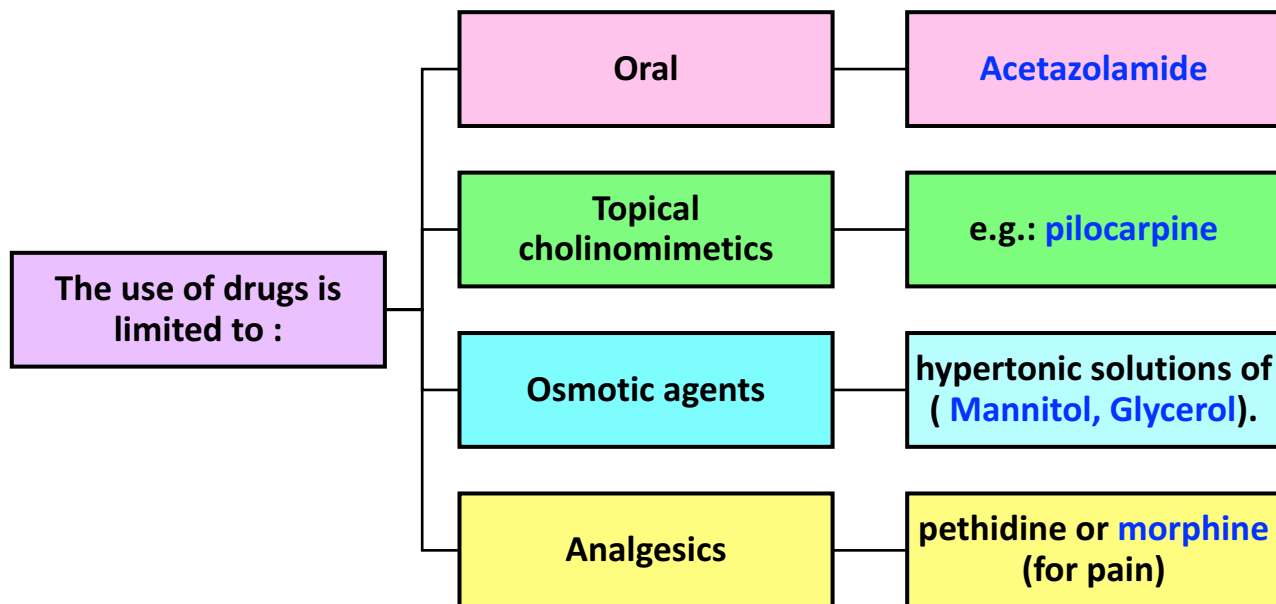 The use of drugs is
limited to :
Oral
Acetazolamide
Topical
cholinomimetics
e.g.: pilocarpine
Osmotic agents
hypertonic solutions of
( Mannitol, Glycerol).
Analgesics
pethidine or morphine
(for pain)